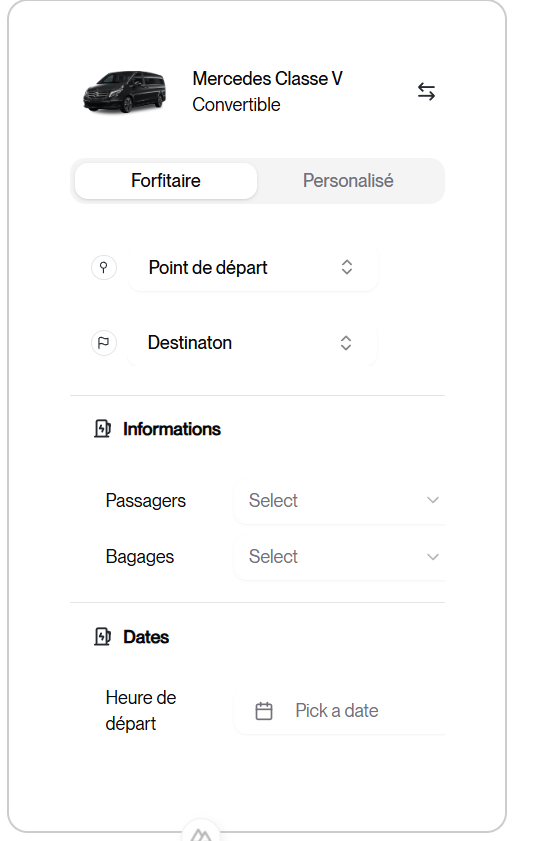 Mercedes Classe V
Convertible
Forfitaire
Personalisé
Point de départ
Destinaton
Informations
Passagers
Select
Bagages
Select
Dates
Heure de
départ
Pick a date